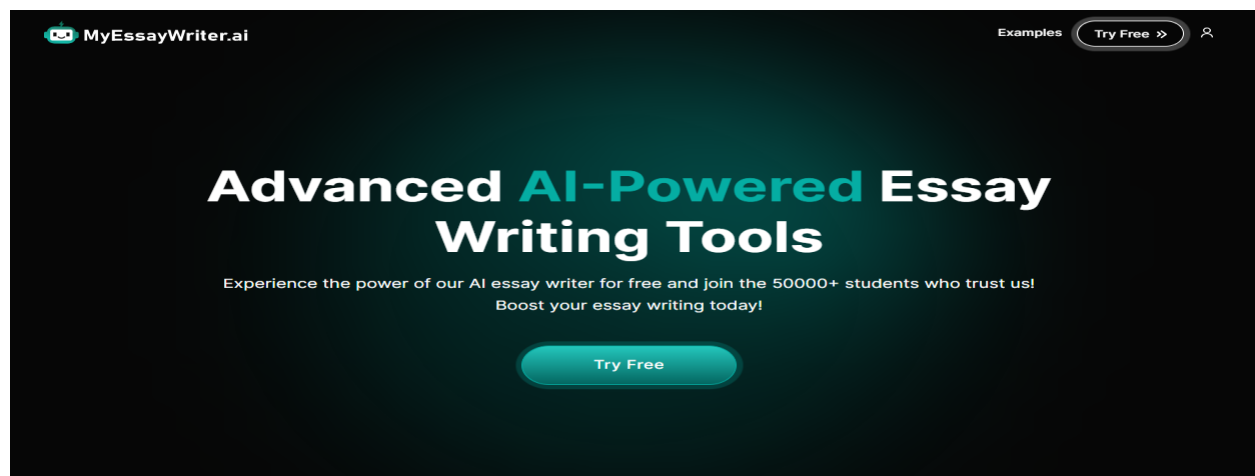 MyEssayWriter.ai
Examples
Try Free »
Advanced AI-Powered Essay
Writing Tools
Experience the power of our AI essay writer for free and join the 50000+ students who trust us!
Boost your essay writing today!
Try Free